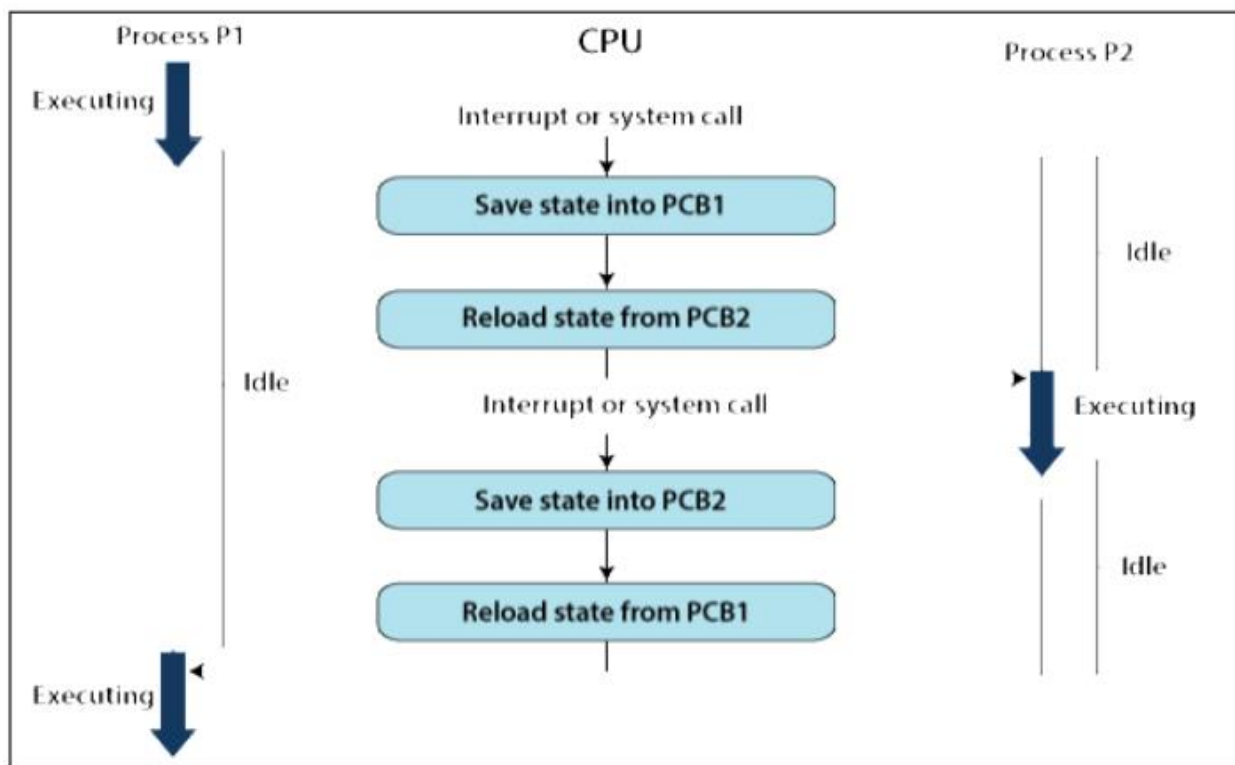 Process P1
CPU
Process P2
Executing
Interrupt or system call
Save state into PCB1
Idle
Reload state from PCB2
Idle
Interrupt or system call
Executing
Save state into PCB2
Idle
Reload state from PCB1
Executing